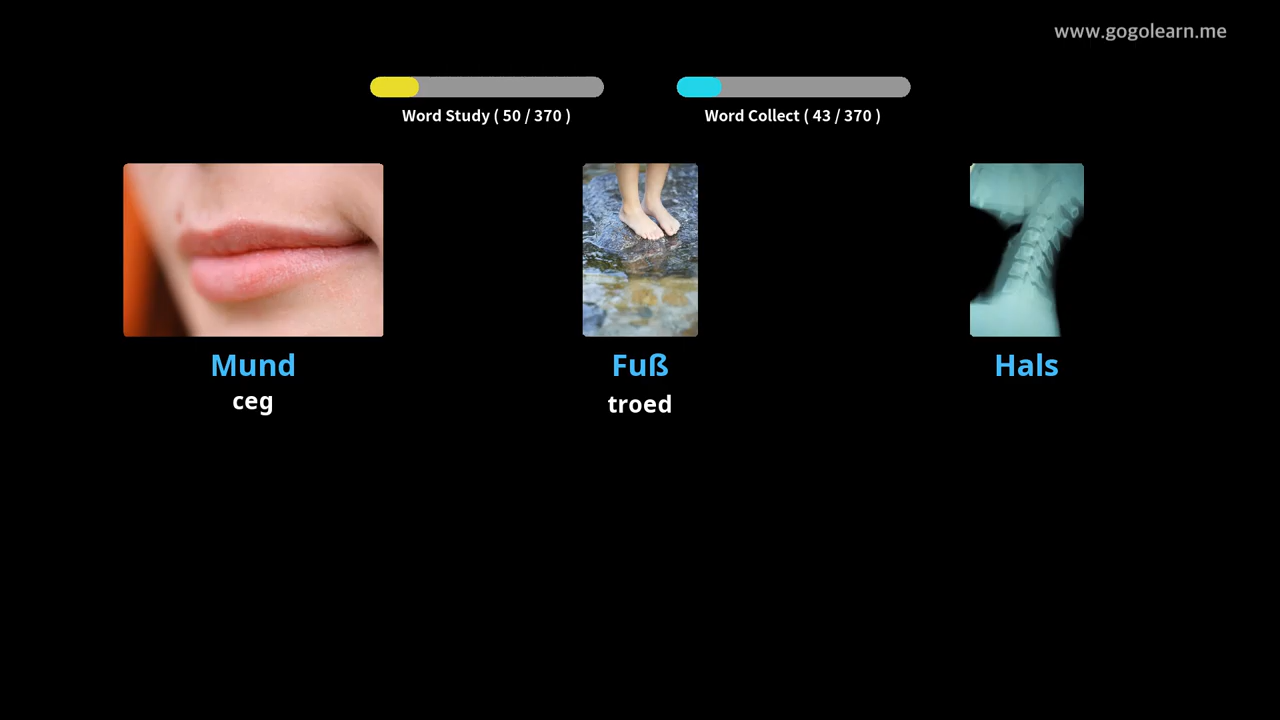 www.gogolearn.me
Word Study ( 50 / 370 )
Word Collect ( 43 / 370 )
Mund
ceg
Fuß
troed
Hals